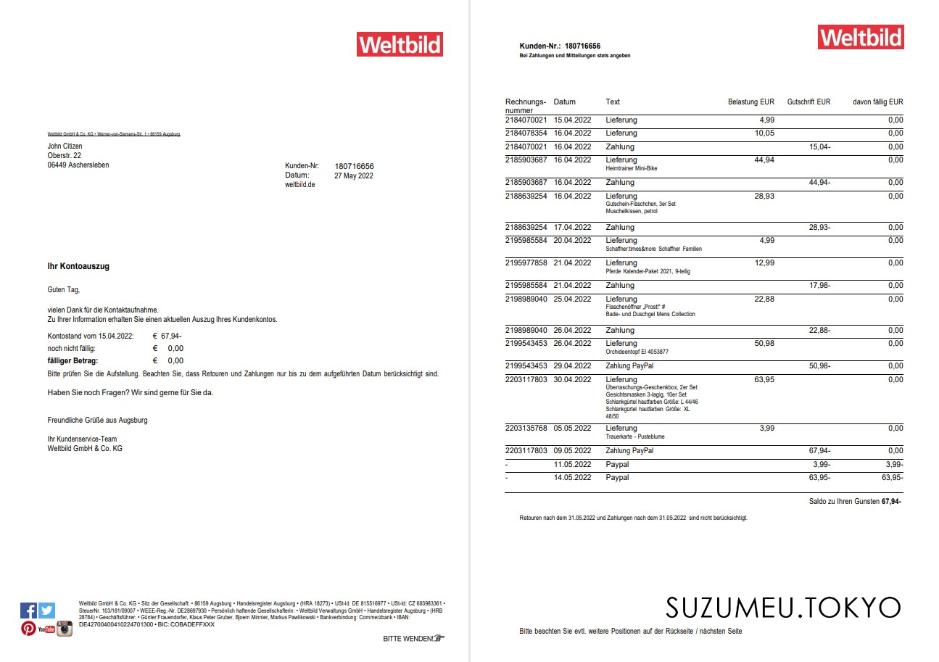 Weltbild
Weltbild GmbH & Co. KG • Werner-von-Siemens-Str. 1 • 86159 Augsburg
John Citizen
Oberstr. 22
06449 Aschersleben
Kunden-Nr: 180716656
Datum: 27 May 2022
weltbild.de
Ihr Kontoauszug
Guten Tag,
vielen Dank für die Kontaktaufnahme.
Zu Ihrer Information erhalten Sie einen aktuellen Auszug Ihres Kundenkontos.
Kontostand vom 15.04.2022: € 67,94-
noch nicht fällig: € 0,00
fälliger Betrag: € 0,00
Bitte prüfen Sie die Aufstellung. Beachten Sie, dass Retouren und Zahlungen nur bis zu dem aufgeführten Datum berücksichtigt sind.
Haben Sie noch Fragen? Wir sind gerne für Sie da.
Freundliche Grüße aus Augsburg
Ihr Kundenservice-Team
Weltbild GmbH & Co. KG
You Tube
Weltbild GmbH & Co. KG • Sitz der Gesellschaft: • 86159 Augsburg • Handelsregister Augsburg • (HRA 18273) • USt-Id: DE 815516977 • USt-Id: CZ 683983301 •
SteuerNr. 103/181/09007 • WEEE-Reg.-Nr. DE28697930 • Persönlich haftende Gesellschafterin: • Weltbild Verwaltungs GmbH • Handelsregister Augsburg • (HRB
28784) • Geschäftsführer: • Günter Frauendorfer, Klaus Peter Gruber, Bjoern Minnier, Markus Pawlikowski • Bankverbindung: Commerzbank • IBAN:
DE42700400410224701300 • BIC: COBADEFFXXX
BITTE WENDEN!
Weltbild
Kunden-Nr.: 180716656
Bei Zahlungen und Mitteilungen stets angeben
Rechnungs- Datum Text Belastung EUR Gutschrift EUR davon fällig EUR
nummer
2184070021 15.04.2022 Lieferung 4,99 0,00
2184078354 16.04.2022 Lieferung 10,05 0,00
2184070021 16.04.2022 Zahlung 15,04- 0,00
2185903687 16.04.2022 Lieferung 44,94 0,00
Heimtrainer Mini-Bike
2185903687 16.04.2022 Zahlung 44,94- 0,00
2188639254 16.04.2022 Lieferung 28,93 0,00
Gutschein-Fläschchen, 3er Set
Muschelkissen, petrol
2188639254 17.04.2022 Zahlung 28,93- 0,00
2195985584 20.04.2022 Lieferung 4,99 0,00
Schaffner:times&more Schaffner Familien
2195977858 21.04.2022 Lieferung 12,99 0,00
Pferde Kalender-Paket 2021, 9-teilig
2195985584 21.04.2022 Zahlung 17,98- 0,00
2198989040 25.04.2022 Lieferung 22,88 0,00
Flaschenöffner „Prost!“ #
Bade- und Duschgel Mens Collection
2198989040 26.04.2022 Zahlung 22,88- 0,00
2199543453 26.04.2022 Lieferung 50,98 0,00
Orchideentopf EI 4053877
2199543453 29.04.2022 Zahlung PayPal 50,98- 0,00
2203117803 30.04.2022 Lieferung 63,95 0,00
Überraschungs-Geschenkbox, 2er Set
Gesichtsmasken 3-lagig, 10er Set
Schlankgürtel hautfarben Größe: L 44/46
Schlankgürtel hautfarben Größe: XL
48/50
2203135768 05.05.2022 Lieferung 3,99 0,00
Trauerkarte - Pusteblume
2203117803 09.05.2022 Zahlung PayPal 67,94- 0,00
- 11.05.2022 Paypal 3,99- 3,99-
- 14.05.2022 Paypal 63,95- 63,95-
Saldo zu Ihren Gunsten 67,94-
Retouren nach dem 31.05.2022 und Zahlungen nach dem 31.05.2022 sind nicht berücksichtigt.
SUZUMEU.TOKYO
Bitte beachten Sie evtl. weitere Positionen auf der Rückseite / nächsten Seite